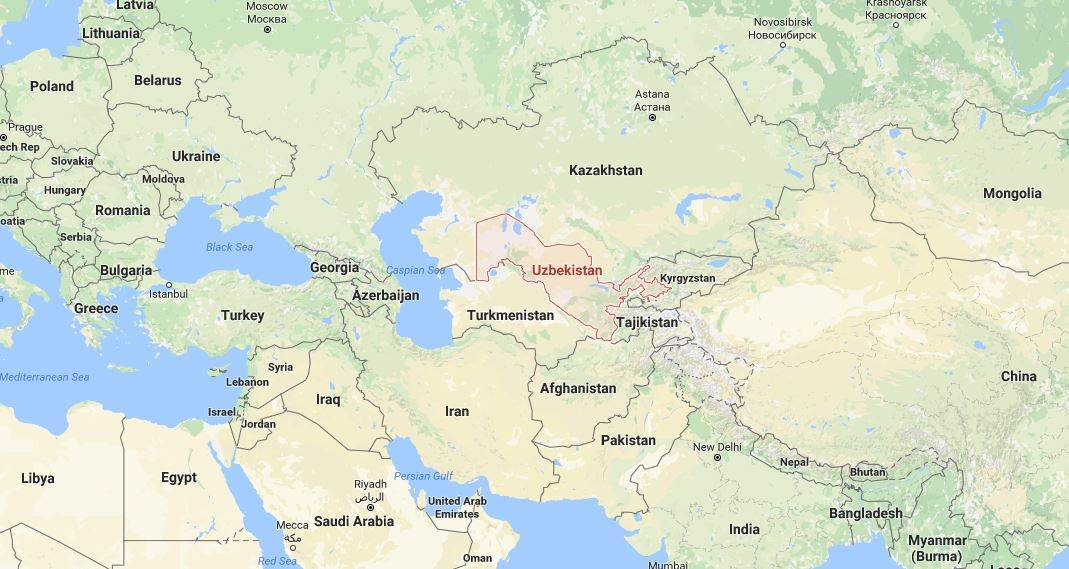 Latvia
Moscow
Москва
Krasnoyarsk
Красноярск
Novosibirsk
Новосибирск
Lithuania
Belarus
Poland
Astana
Астана
Prague
ech Rep
Slovakia
Ukraine
Kazakhstan
stria
Hungary
Moldova
Mongolia
oatia
Romania
Serbia
Black Sea
Bulgaria
Georgia
Caspian Sea
Uzbekistan
Kyrgyzstan
me
Istanbul
Azerbaijan
Greece
Turkey
Turkmenistan
Tajikistan
Syria
Mediterranean Sea
Lebanon
China
Afghanistan
Iraq
Iran
Israel
Jordan
Pakistan
New Delhi
Nepal
Bhutan
Libya
Egypt
Persian Gulf
Riyadh
الرياض
United Arab
Emirates
Saudi Arabia
Mecca
مكة
Bangladesh
India
Myanmar
(Burma)
Oman
Red Sea
Mumbai